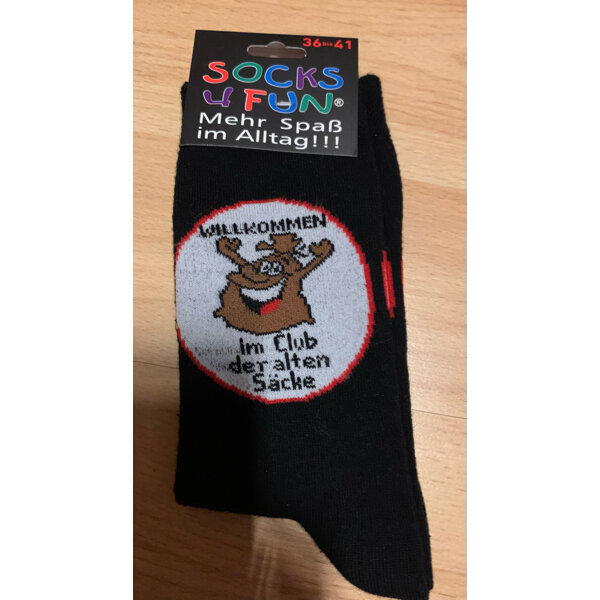 36 bis 41
SOCKS
4 FUN®
Mehr Spaß
im Alltag!!!
WILLKOMMEN
im Club
der alten
Säcke